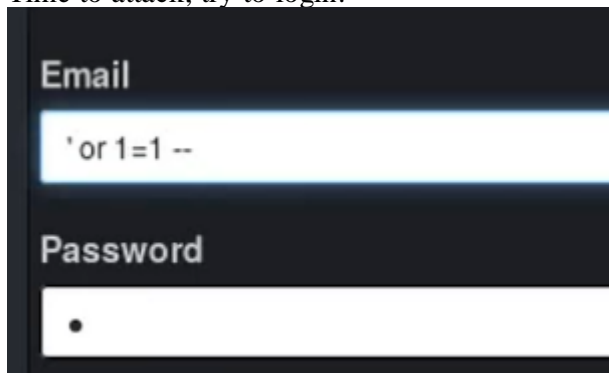 Time to attack, try to login:
Email
' or 1=1 --
Password
•